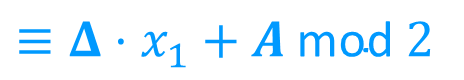 ≡ Δ · x₁ + A mod 2